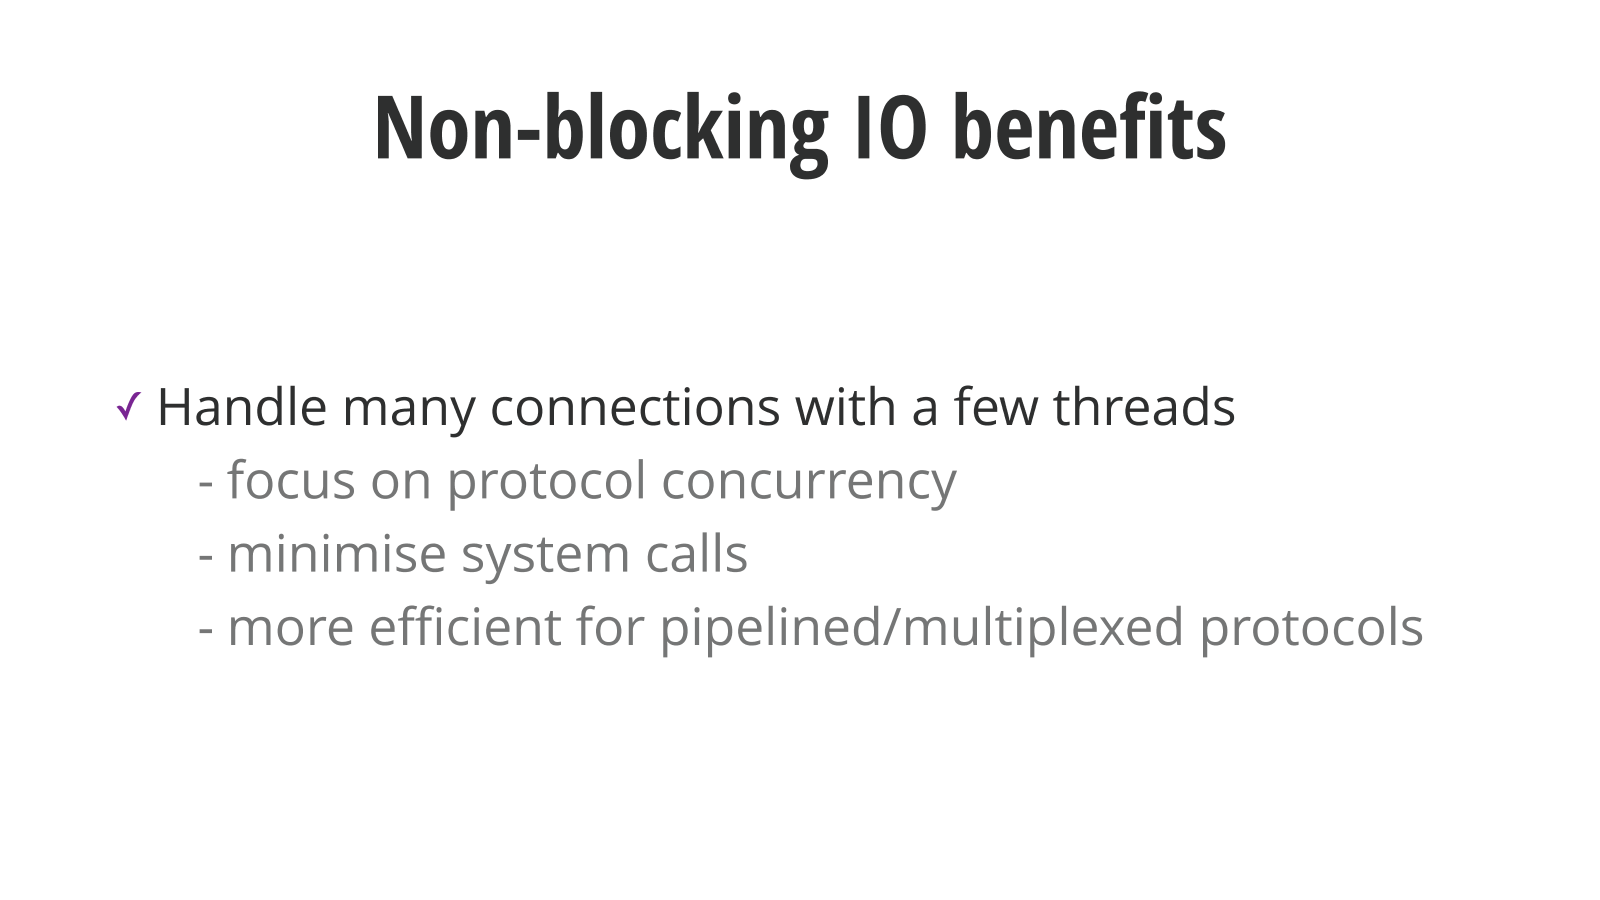 Non-blocking IO benefits
✓ Handle many connections with a few threads
- focus on protocol concurrency
- minimise system calls
- more efficient for pipelined/multiplexed protocols